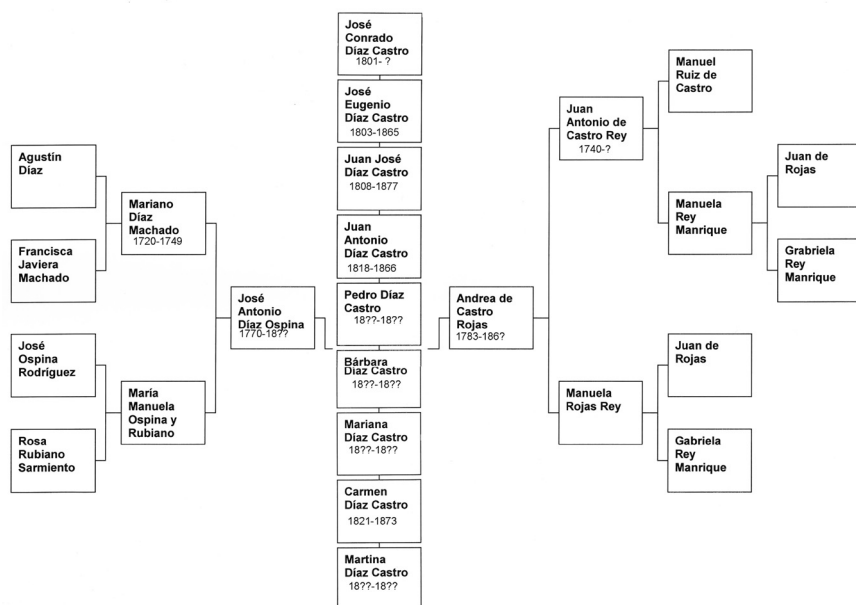 José
Conrado
Díaz Castro
1801- ?
José
Eugenio
Díaz Castro
1803-1865
Juan José
Díaz Castro
1808-1877
Juan
Antonio
Díaz Castro
1818-1866
Pedro Díaz
Castro
18??-18??
Bárbara
Díaz Castro
18??-18??
Mariana
Díaz Castro
18??-18??
Carmen
Díaz Castro
1821-1873
Martina
Díaz Castro
18??-18??
Agustín
Díaz
Francisca
Javiera
Machado
José
Ospina
Rodríguez
Rosa
Rubiano
Sarmiento
Mariano
Díaz
Machado
1720-1749
María
Manuela
Ospina y
Rubiano
José
Antonio
Díaz Ospina
1770-18??
Andrea de
Castro
Rojas
1783-186?
Juan
Antonio de
Castro Rey
1740-?
Manuela
Rojas Rey
Manuel
Ruiz de
Castro
Manuela
Rey
Manrique
Juan de
Rojas
Gabriela
Rey
Manrique
Juan de
Rojas
Grabriela
Rey
Manrique